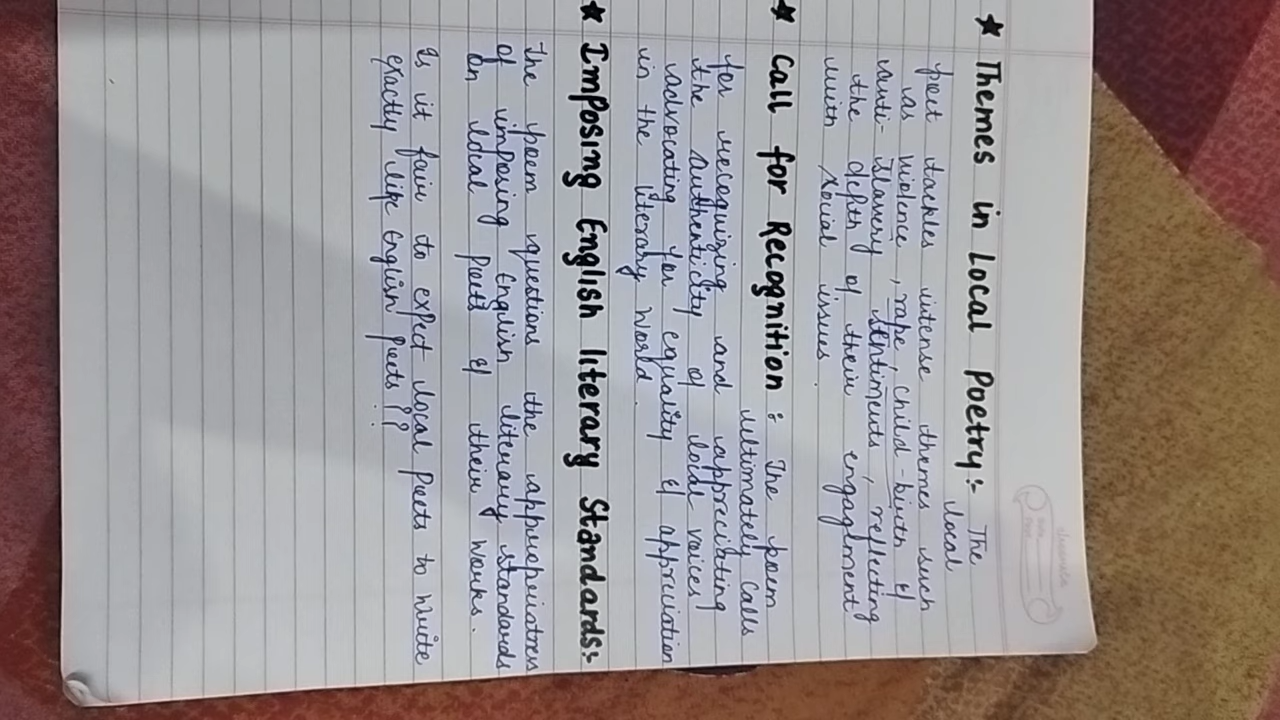 ★ Themes in Local Poetry:- The local
poet tackles intense themes such
as violence, rape, child-birth &
anti-slavery sentiments, reflecting
the depth of their engagement
with social issues.
★ Call for Recognition: The poem
ultimately calls
for recognizing and appreciating
the authenticity of local voices
advocating for equality & appreciation
in the literary world.
★ Imposing English literary Standards:-
The poem questions the appropriatness
of imposing English literary standards
on local poets & their works.
Is it fair to expect local poets to write
exactly like English poets??